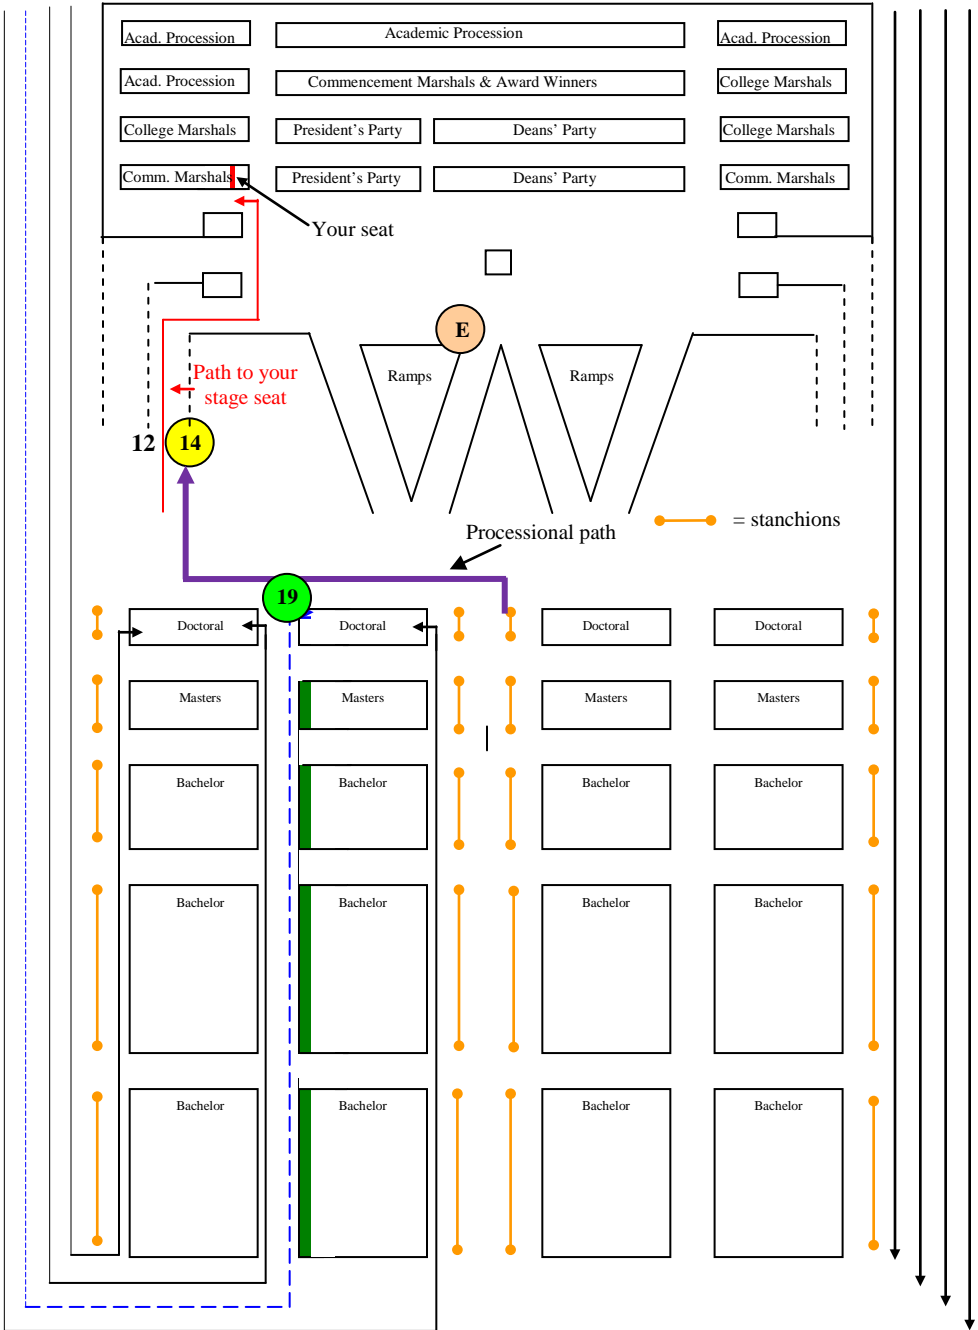 Acad. Procession
Academic Procession
Acad. Procession
Acad. Procession
Commencement Marshals & Award Winners
College Marshals
College Marshals
President’s Party
Deans’ Party
College Marshals
Comm. Marshals
President’s Party
Deans’ Party
Comm. Marshals
Your seat
E
Ramps
Ramps
Path to your
stage seat
12
14
= stanchions
Processional path
19
Doctoral
Doctoral
Doctoral
Doctoral
Masters
Masters
Masters
Masters
Bachelor
Bachelor
Bachelor
Bachelor
Bachelor
Bachelor
Bachelor
Bachelor
Bachelor
Bachelor
Bachelor
Bachelor